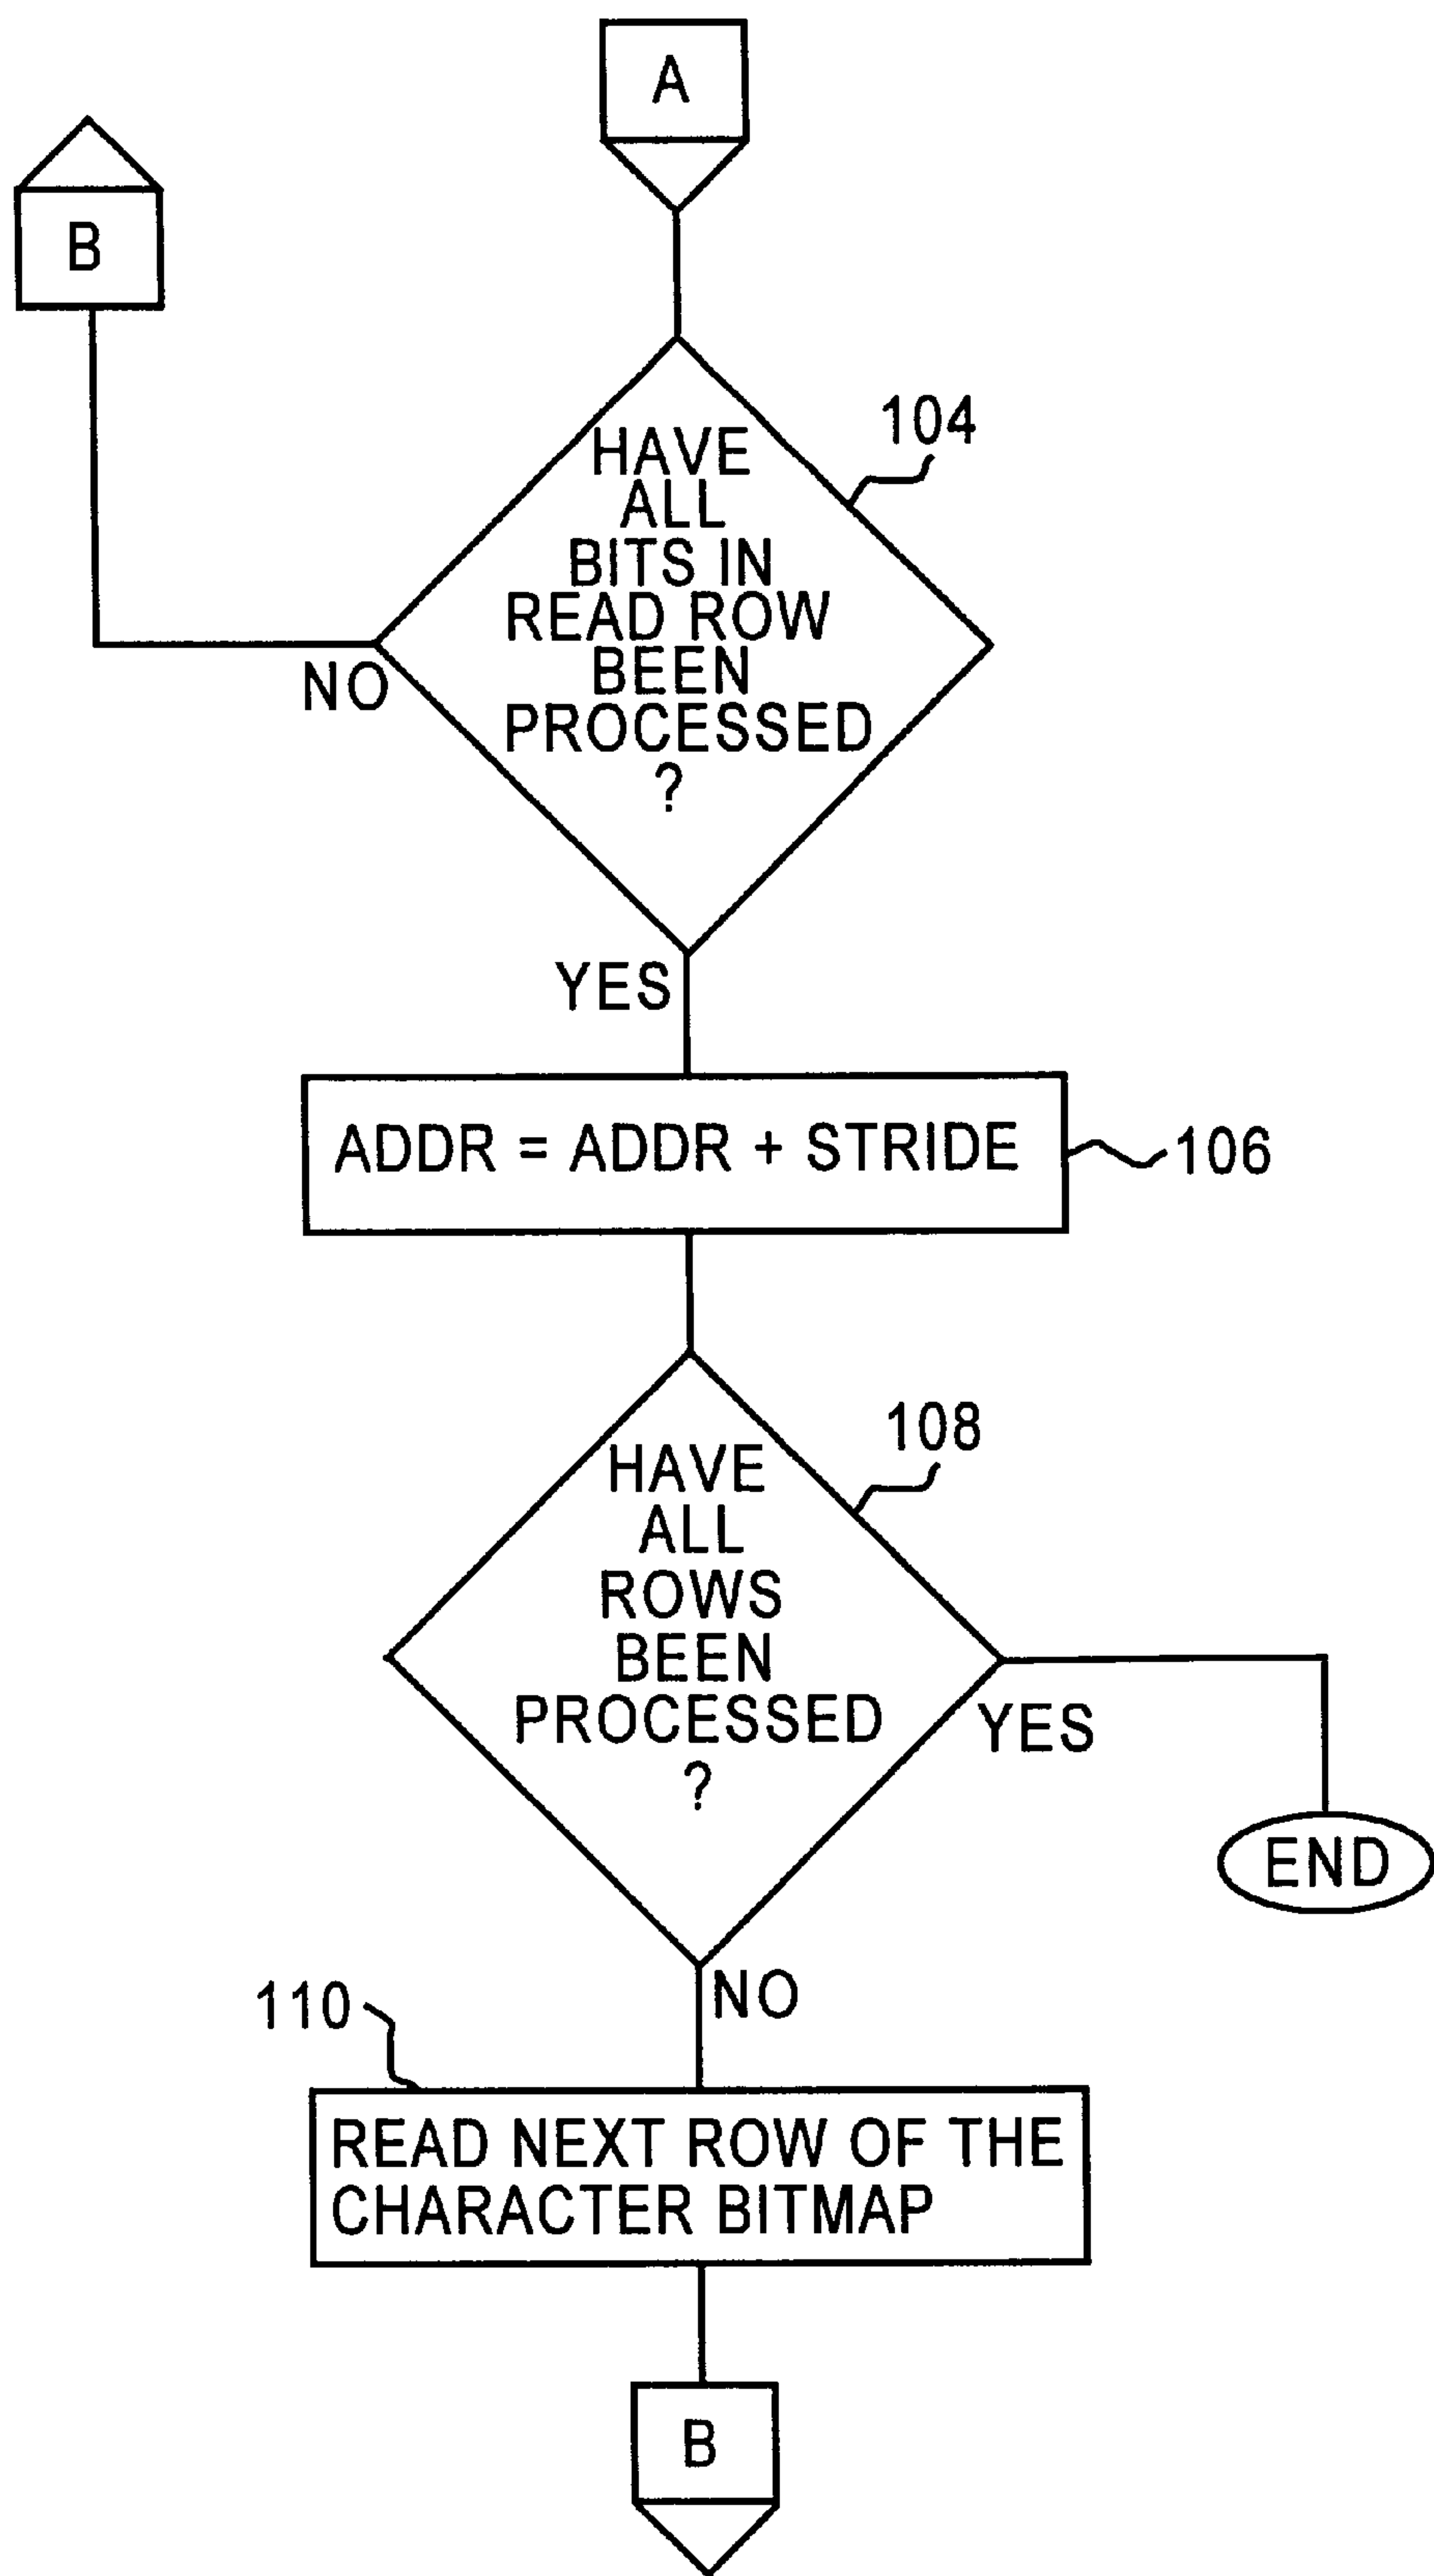 A
B
104
HAVE
ALL
BITS IN
READ ROW
BEEN
PROCESSED
?
NO
YES
ADDR = ADDR + STRIDE
106
108
HAVE
ALL
ROWS
BEEN
PROCESSED
?
YES
END
NO
110
READ NEXT ROW OF THE
CHARACTER BITMAP
B